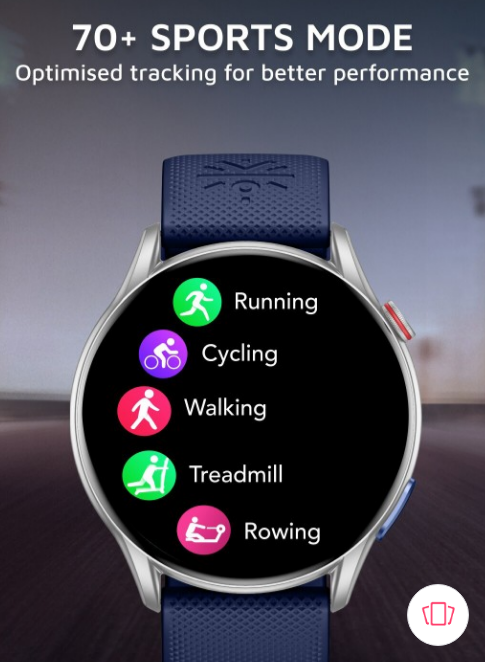 70+ SPORTS MODE
Optimised tracking for better performance
Running
Cycling
Walking
Treadmill
Rowing